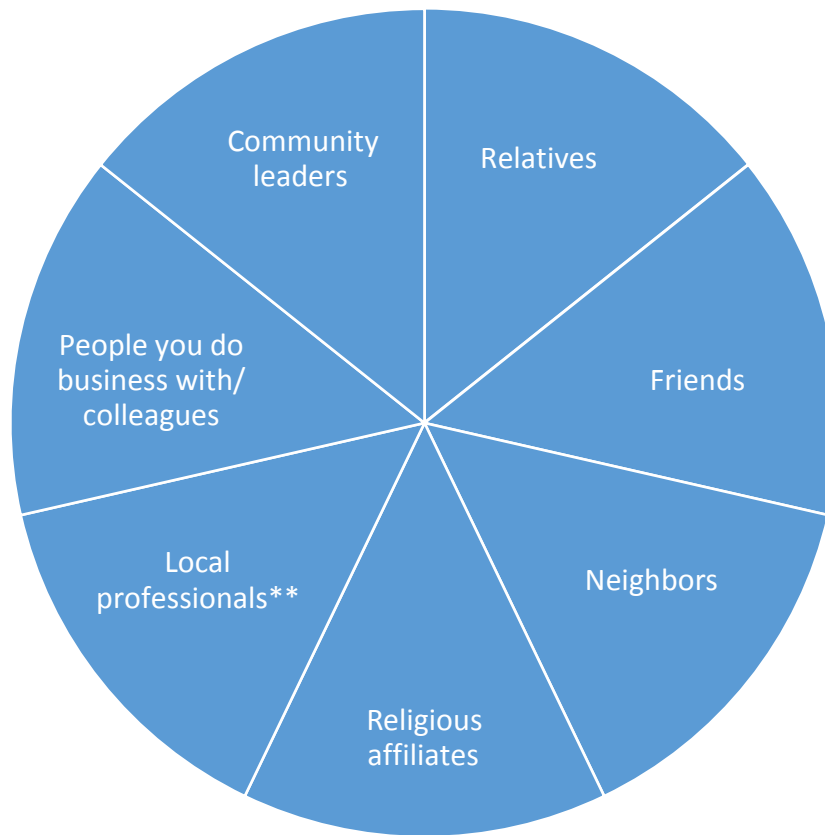 Community
leaders
Relatives
People you do
business with/
colleagues
Friends
Local
professionals**
Neighbors
Religious
affiliates